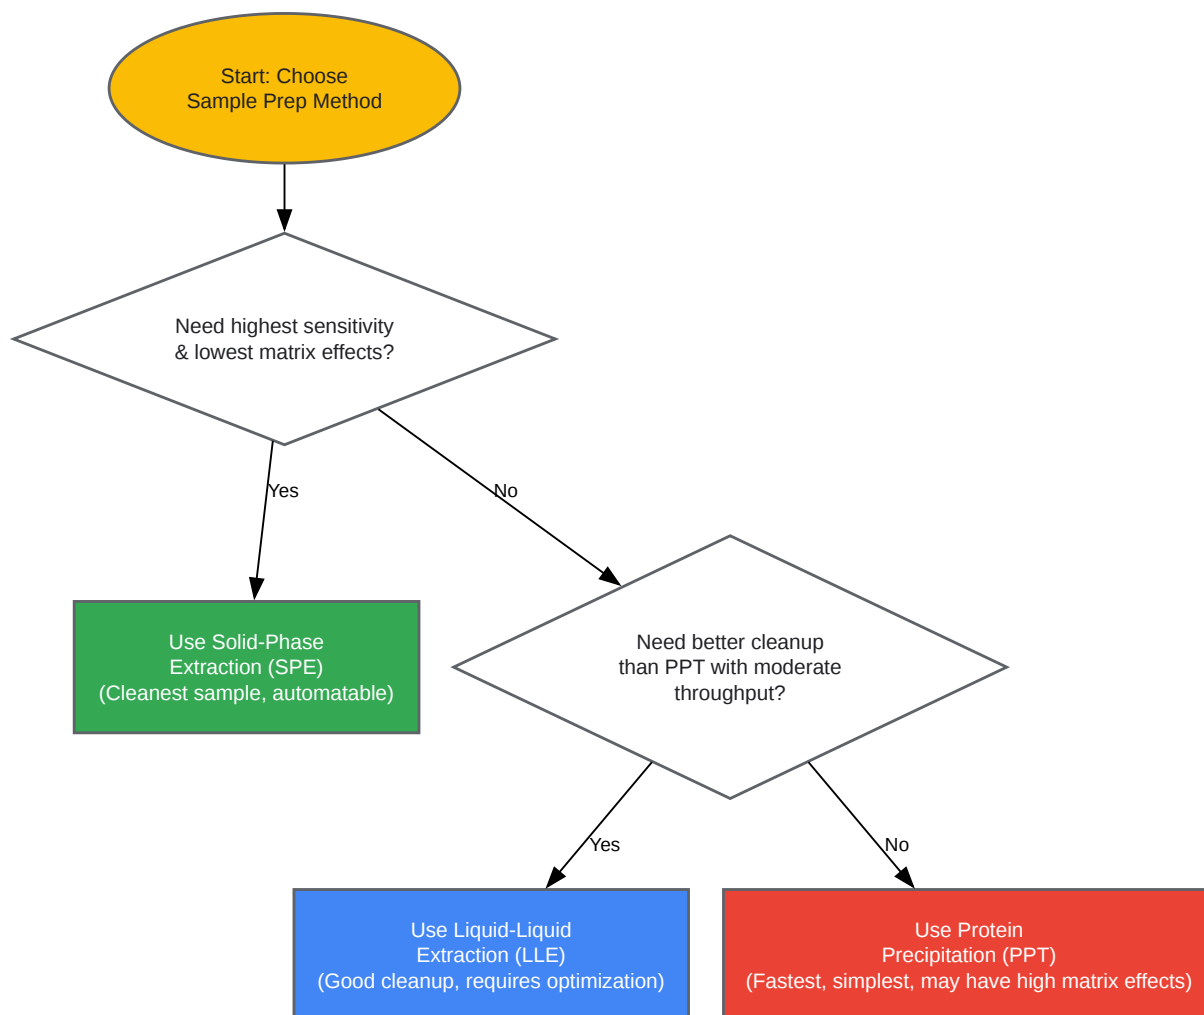 Start: Choose
Sample Prep Method
Need highest sensitivity
& lowest matrix effects?
Yes
No
Use Solid-Phase
Extraction (SPE)
(Cleanest sample, automatable)
Need better cleanup
than PPT with moderate
throughput?
Yes
No
Use Liquid-Liquid
Extraction (LLE)
(Good cleanup, requires optimization)
Use Protein
Precipitation (PPT)
(Fastest, simplest, may have high matrix effects)